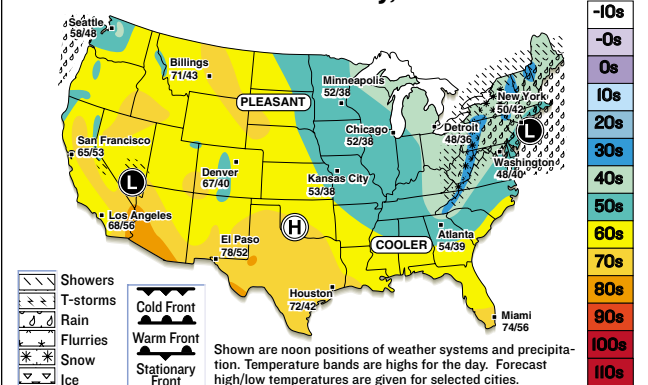 Seattle
58/48
Billings
71/43
Minneapolis
52/38
PLEASANT
New York
50/42
Chicago
52/38
Detroit
48/36
L
San Francisco
65/53
Washington
48/40
Denver
67/40
Kansas City
53/38
L
Los Angeles
68/56
H
Atlanta
54/39
El Paso
78/52
COOLER
Houston
72/42
Miami
74/56
Showers
T-storms
Rain
Flurries
Snow
Ice
Cold Front
Warm Front
Stationary
Front
Shown are noon positions of weather systems and precipita-
tion. Temperature bands are highs for the day. Forecast
high/low temperatures are given for selected cities.
-10s
-0s
0s
10s
20s
30s
40s
50s
60s
70s
80s
90s
100s
110s